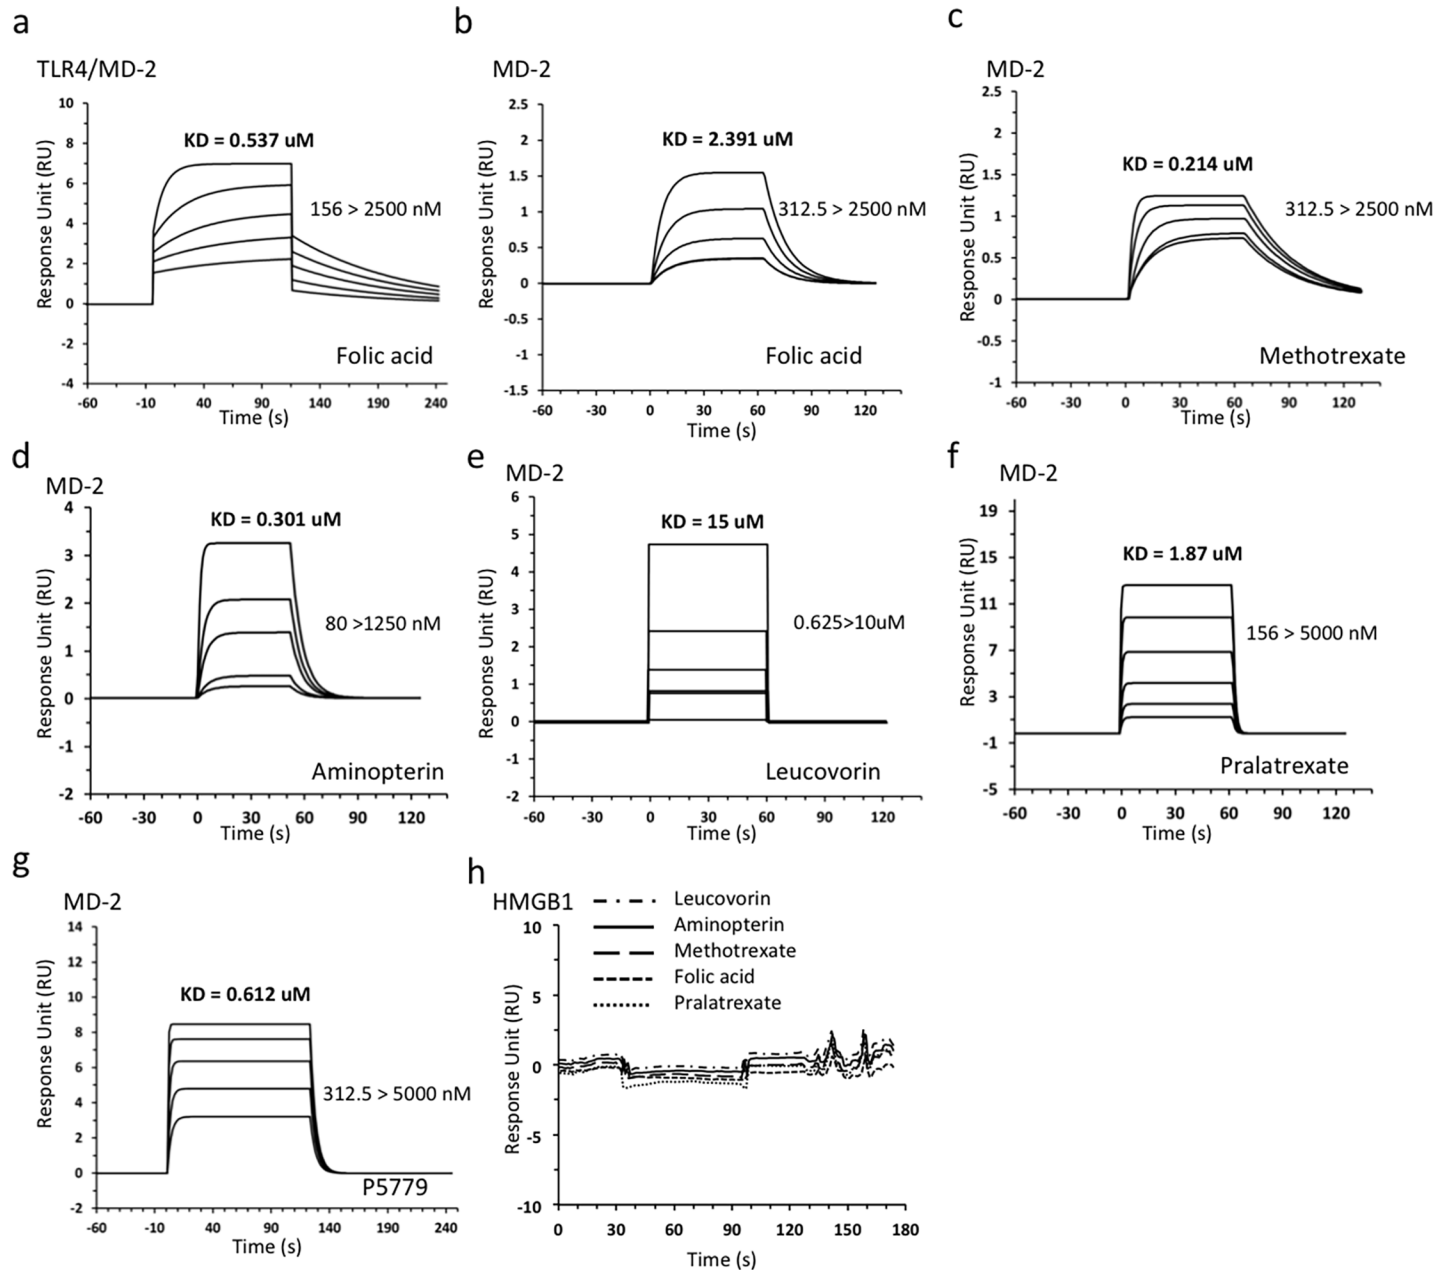 a
TLR4/MD-2
KD = 0.537 uM
156 > 2500 nM
Folic acid
Response Unit (RU)
10
8
6
4
2
0
-2
-4
-60 -10 40 90 140 190 240
Time (s)
b
MD-2
KD = 2.391 uM
312.5 > 2500 nM
Folic acid
Response Unit (RU)
2.5
2
1.5
1
0.5
0
-0.5
-1
-1.5
-60 -30 0 30 60 90 120
Time (s)
c
MD-2
KD = 0.214 uM
312.5 > 2500 nM
Methotrexate
Response Unit (RU)
2.5
2
1.5
1
0.5
0
-0.5
-1
-60 -30 0 30 60 90 120
Time (s)
d
MD-2
KD = 0.301 uM
80 >1250 nM
Aminopterin
Response Unit (RU)
4
3
2
1
0
-1
-2
-60 -30 0 30 60 90 120
Time (s)
e
MD-2
KD = 15 uM
0.625>10uM
Leucovorin
Response Unit (RU)
6
5
4
3
2
1
0
-1
-2
-60 -30 0 30 60 90 120
Time (s)
f
MD-2
KD = 1.87 uM
156 > 5000 nM
Pralatrexate
Response Unit (RU)
19
15
11
7
3
-1
-5
-60 -30 0 30 60 90 120
Time (s)
g
MD-2
KD = 0.612 uM
312.5 > 5000 nM
P5779
Response Unit (RU)
14
12
10
8
6
4
2
0
-2
-60 -10 40 90 140 190 240
Time (s)
h
HMGB1
Leucovorin
Aminopterin
Methotrexate
Folic acid
Pralatrexate
Response Unit (RU)
10
5
0
-5
-10
0 30 60 90 120 150 180
Time (s)